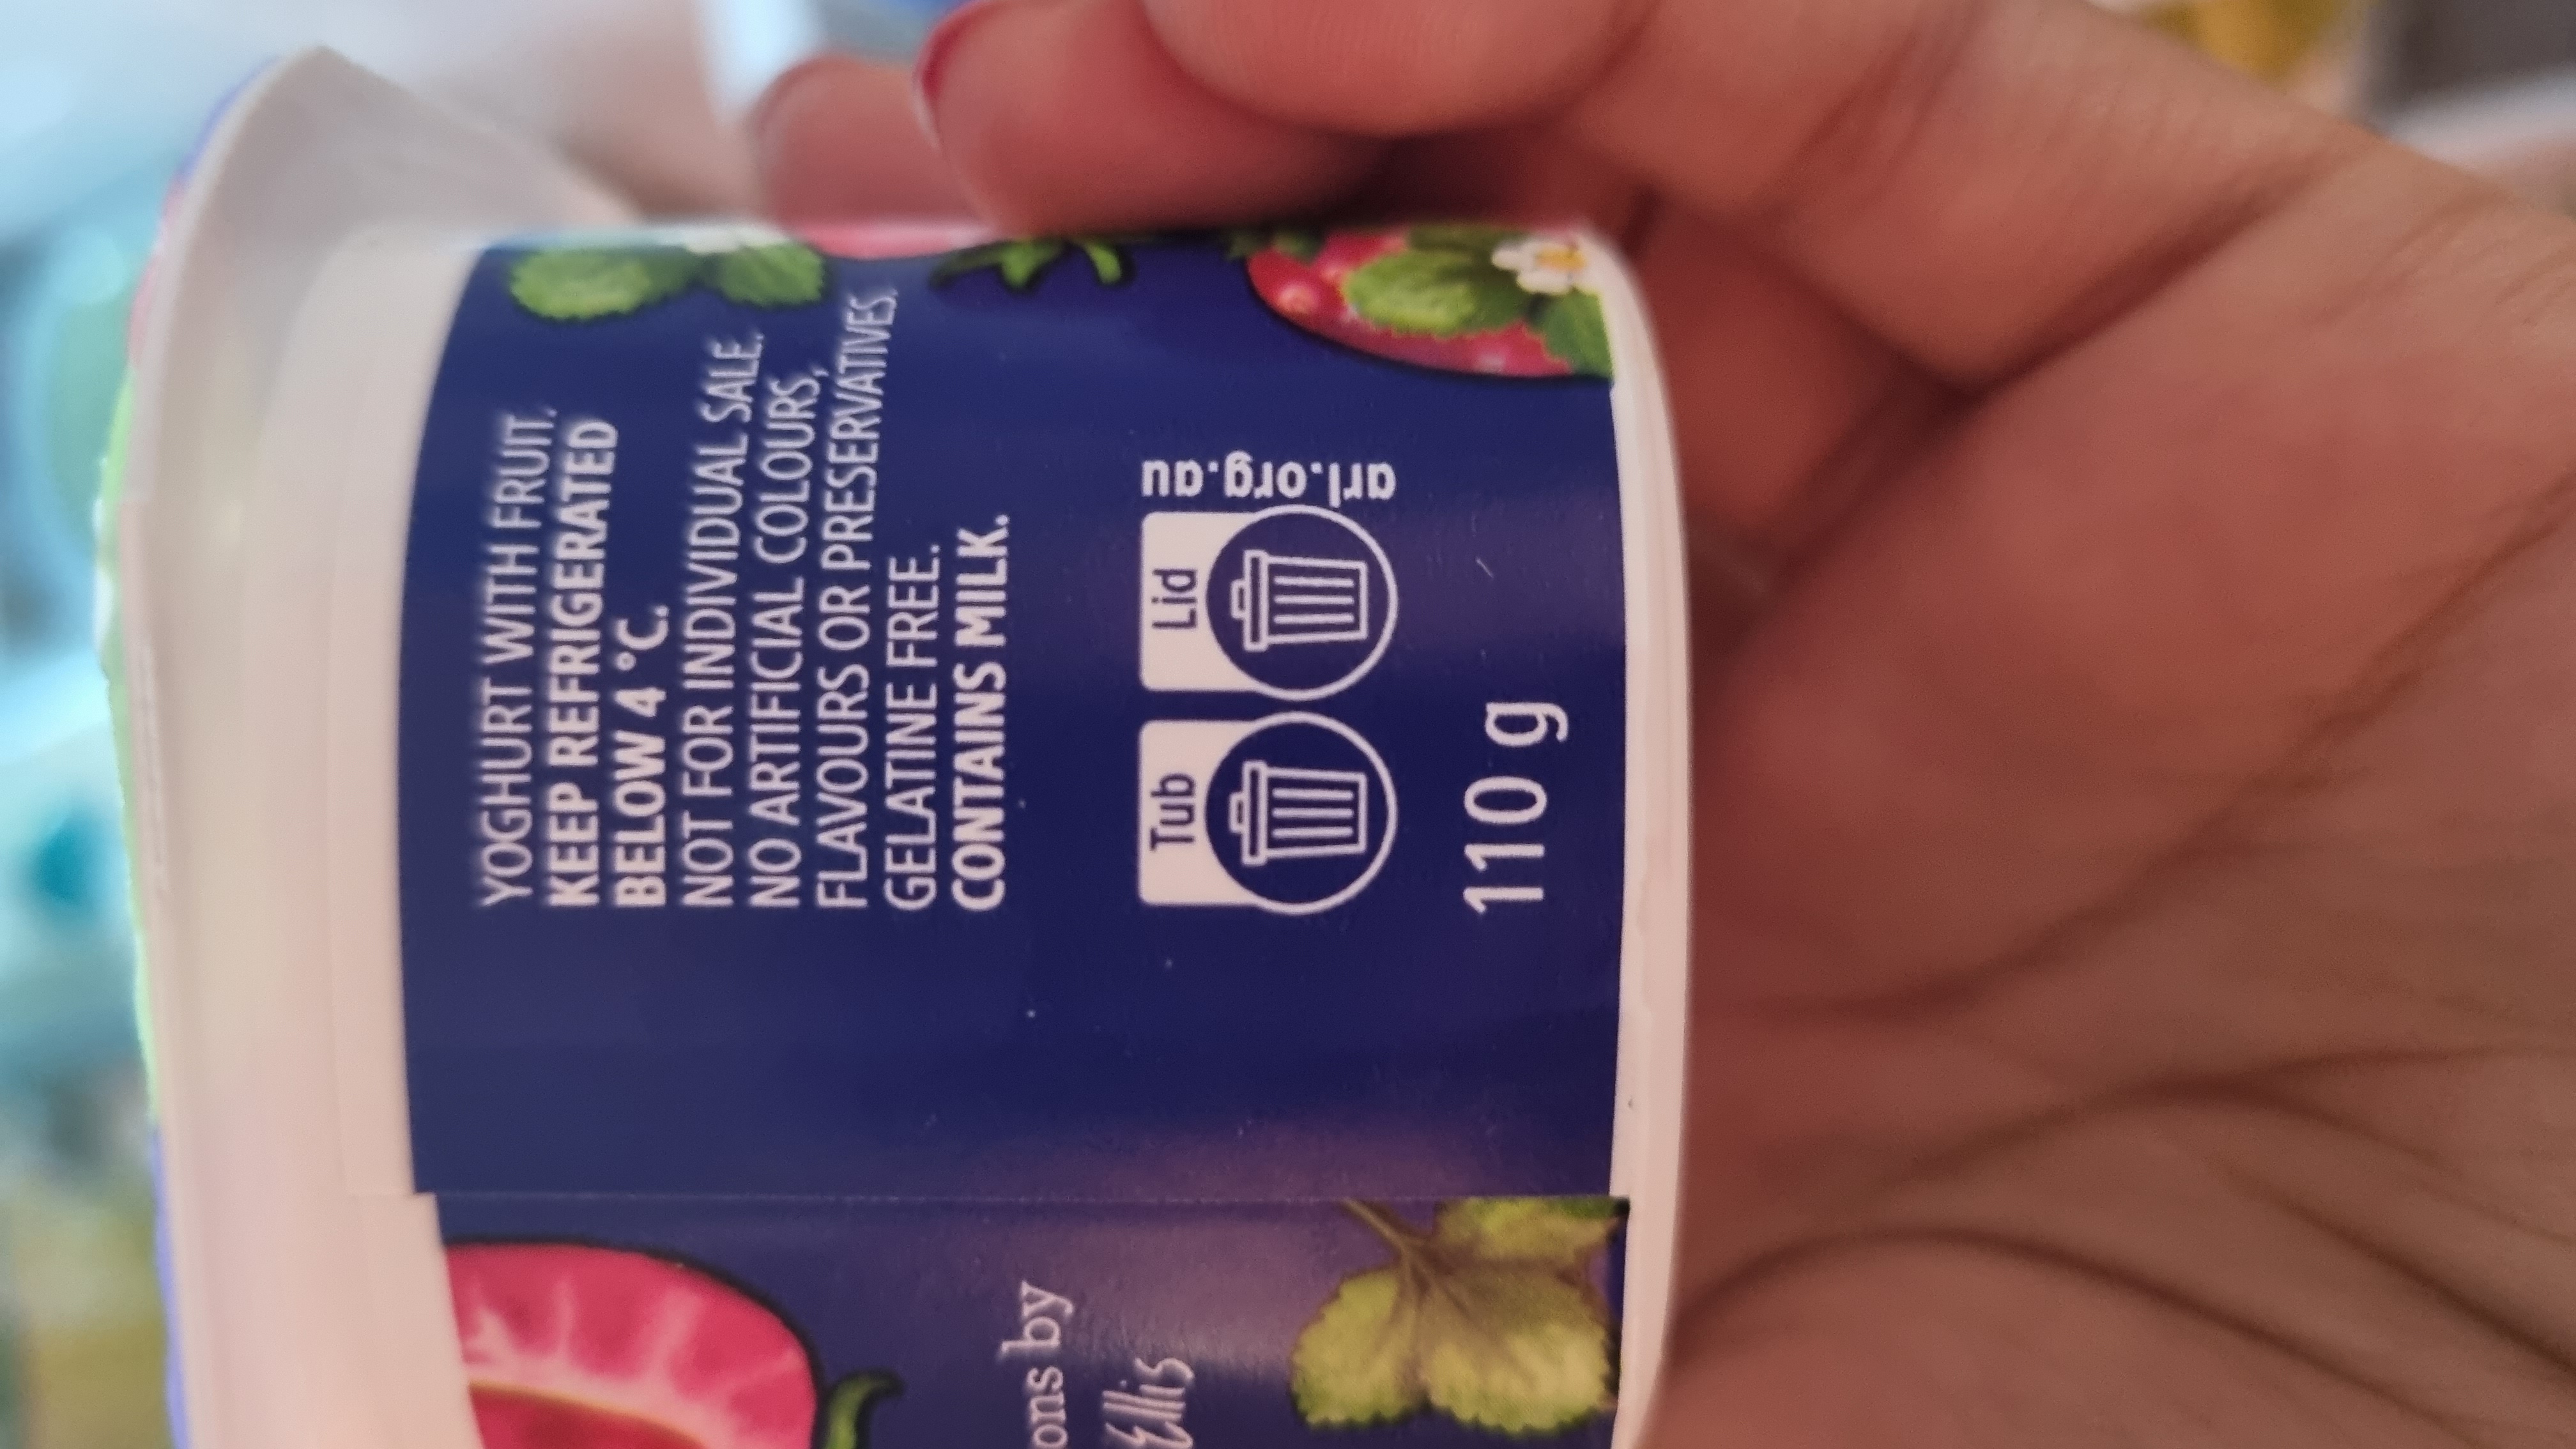 YOGHURT WITH FRUIT.
KEEP REFRIGERATED
BELOW 4 °C.
NOT FOR INDIVIDUAL SALE.
NO ARTIFICIAL COLOURS,
FLAVOURS OR PRESERVATIVES.
GELATINE FREE.
CONTAINS MILK.
ons by
Ellis
Tub
Lid
arl.org.au
110 g